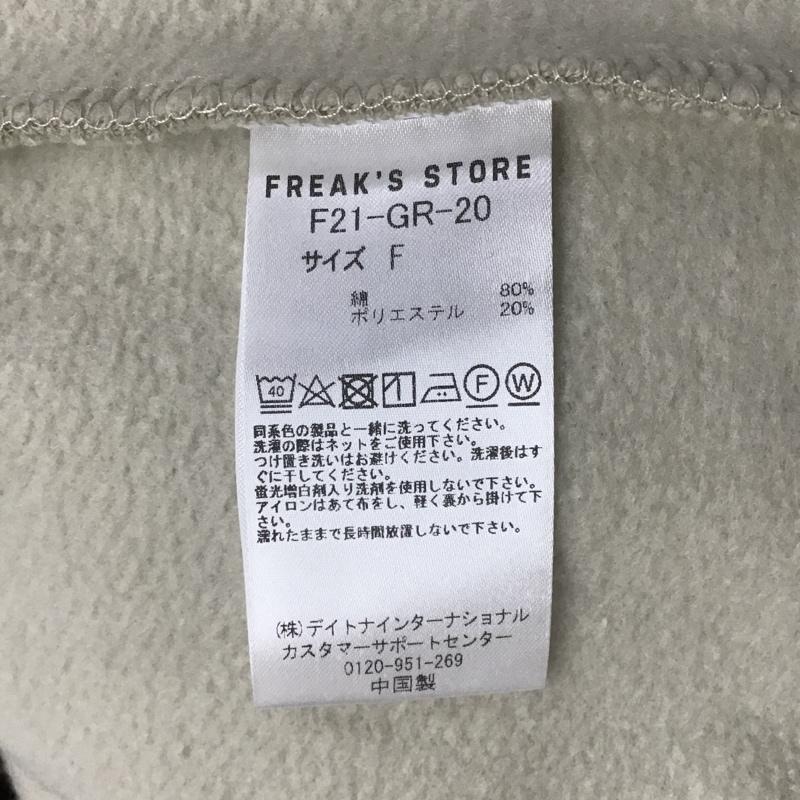 FREAK'S STORE
F21-GR-20
サイズ F
綿 80%
ポリエステル 20%
40 F W
同系色の製品と一緒に洗ってください。
洗濯の際はネットをご使用下さい。
つけ置き洗いはお避けください。洗濯後はす
ぐに干してください。
蛍光増白剤入り洗剤を使用しないで下さい。
アイロンはあて布をし、軽く裏から掛けて下
さい。
濡れたままで長時間放置しないで下さい。
(株)デイトナインターナショナル
カスタマーサポートセンター
0120-951-269
中国製